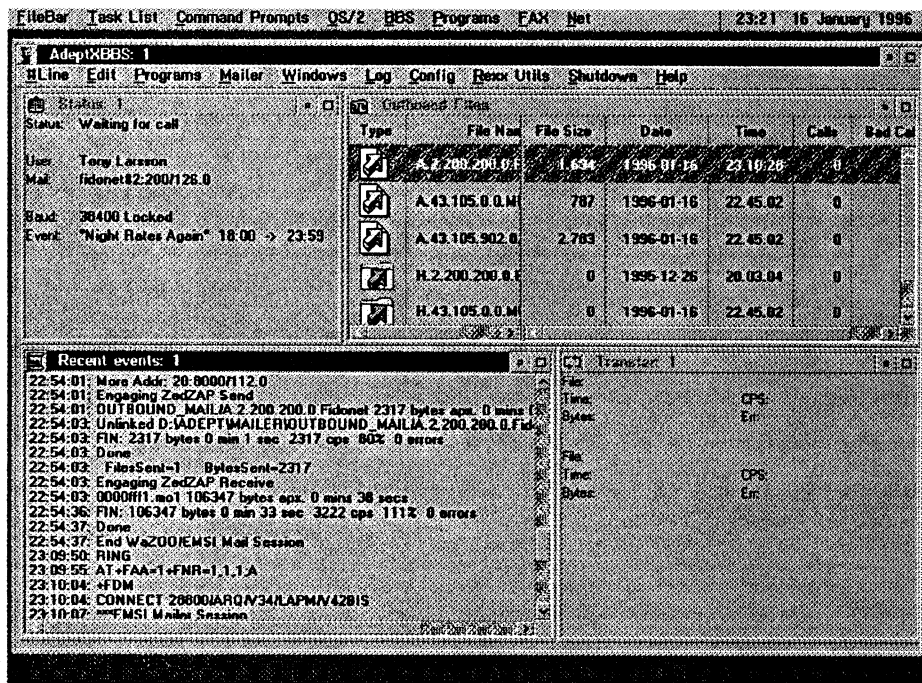 FileBar Task List Command Prompts OS/2 BBS Programs FAX Net 23:21 16 January 1996
AdeptXBBS: 1
#Line Edit Programs Mailer Windows Log Config Rexx Utils Shutdown Help
Status: 1
Status: Waiting for call
User: Tony Larsson
Mail: fidonet#2:200/126.0
Baud: 38400 Locked
Event: "Night Rates Again" 18:00 -> 23:59
Outbound Files
Type File Nam File Size Date Time Calls Bad Cal
A.2.200.200.0.F 1.634 1996-01-16 23.10.26 0
A.43.105.0.0.M 787 1996-01-16 22.45.02 0
A.43.105.902.0. 2.703 1996-01-16 22.45.02 0
H.2.200.200.0.F 0 1995-12-26 20.03.04 0
H.43.105.0.0.M 0 1996-01-16 22.45.02 0
Recent events: 1
22:54:01: More Addr: 20:8000/112.0
22:54:01: Engaging ZedZAP Send
22:54:01: OUTBOUND_MAIL/A.2.200.200.0.Fidonet 2317 bytes apx. 0 mins
22:54:03: Unlinked D:\ADEPT\MAILER\OUTBOUND_MAIL/A.2.200.200.0.Fid
22:54:03: FIN: 2317 bytes 0 min 1 sec 2317 cps 80% 0 errors
22:54:03: Done
22:54:03: FilesSent=1 BytesSent=2317
22:54:03: Engaging ZedZAP Receive
22:54:03: 0000fff1.mo1 106347 bytes apx. 0 mins 38 secs
22:54:36: FIN: 106347 bytes 0 min 33 sec 3222 cps 111% 0 errors
22:54:37: Done
22:54:37: End WaZOO/EMSI Mail Session
23:09:50: RING
23:09:55: AT+FAA=1+FNR=1,1,1;A
23:10:04: +FDM
23:10:04: CONNECT 28800/ARQ/V34/LAPM/V42BIS
23:10:07: ***EMSI Mailer Session
Transfer: 1
File:
Time: CPS:
Bytes: Err:
File:
Time: CPS:
Bytes: Err: